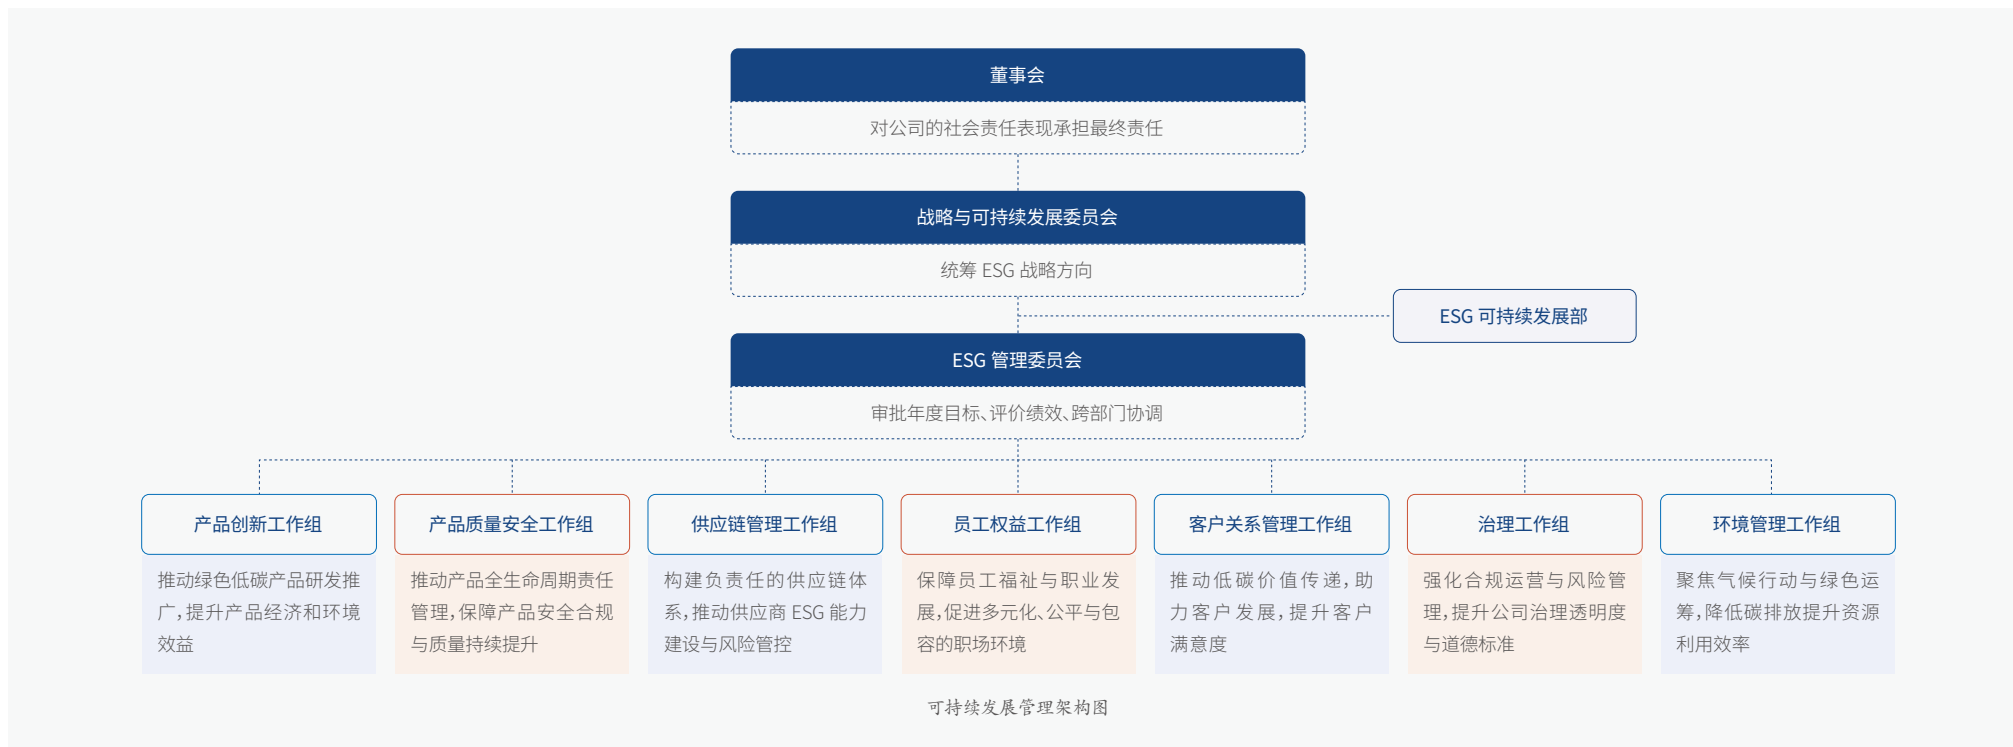 董事会
对公司的社会责任表现承担最终责任
战略与可持续发展委员会
统筹 ESG 战略方向
ESG 可持续发展部
ESG 管理委员会
审批年度目标、评价绩效、跨部门协调
产品创新工作组
推动绿色低碳产品研发推
广，提升产品经济和环境
效益
产品质量安全工作组
推动产品全生命周期责任
管理，保障产品安全合规
与质量持续提升
供应链管理工作组
构建负责任的供应链体
系，推动供应商 ESG 能力
建设与风险管控
员工权益工作组
保障员工福祉与职业发
展，促进多元化、公平与包
容的职场环境
客户关系管理工作组
推动低碳价值传递，助
力客户发展，提升客户
满意度
治理工作组
强化合规运营与风险管
理，提升公司治理透明度
与道德标准
环境管理工作组
聚焦气候行动与绿色运
筹，降低碳排放提升资源
利用效率
可持续发展管理架构图